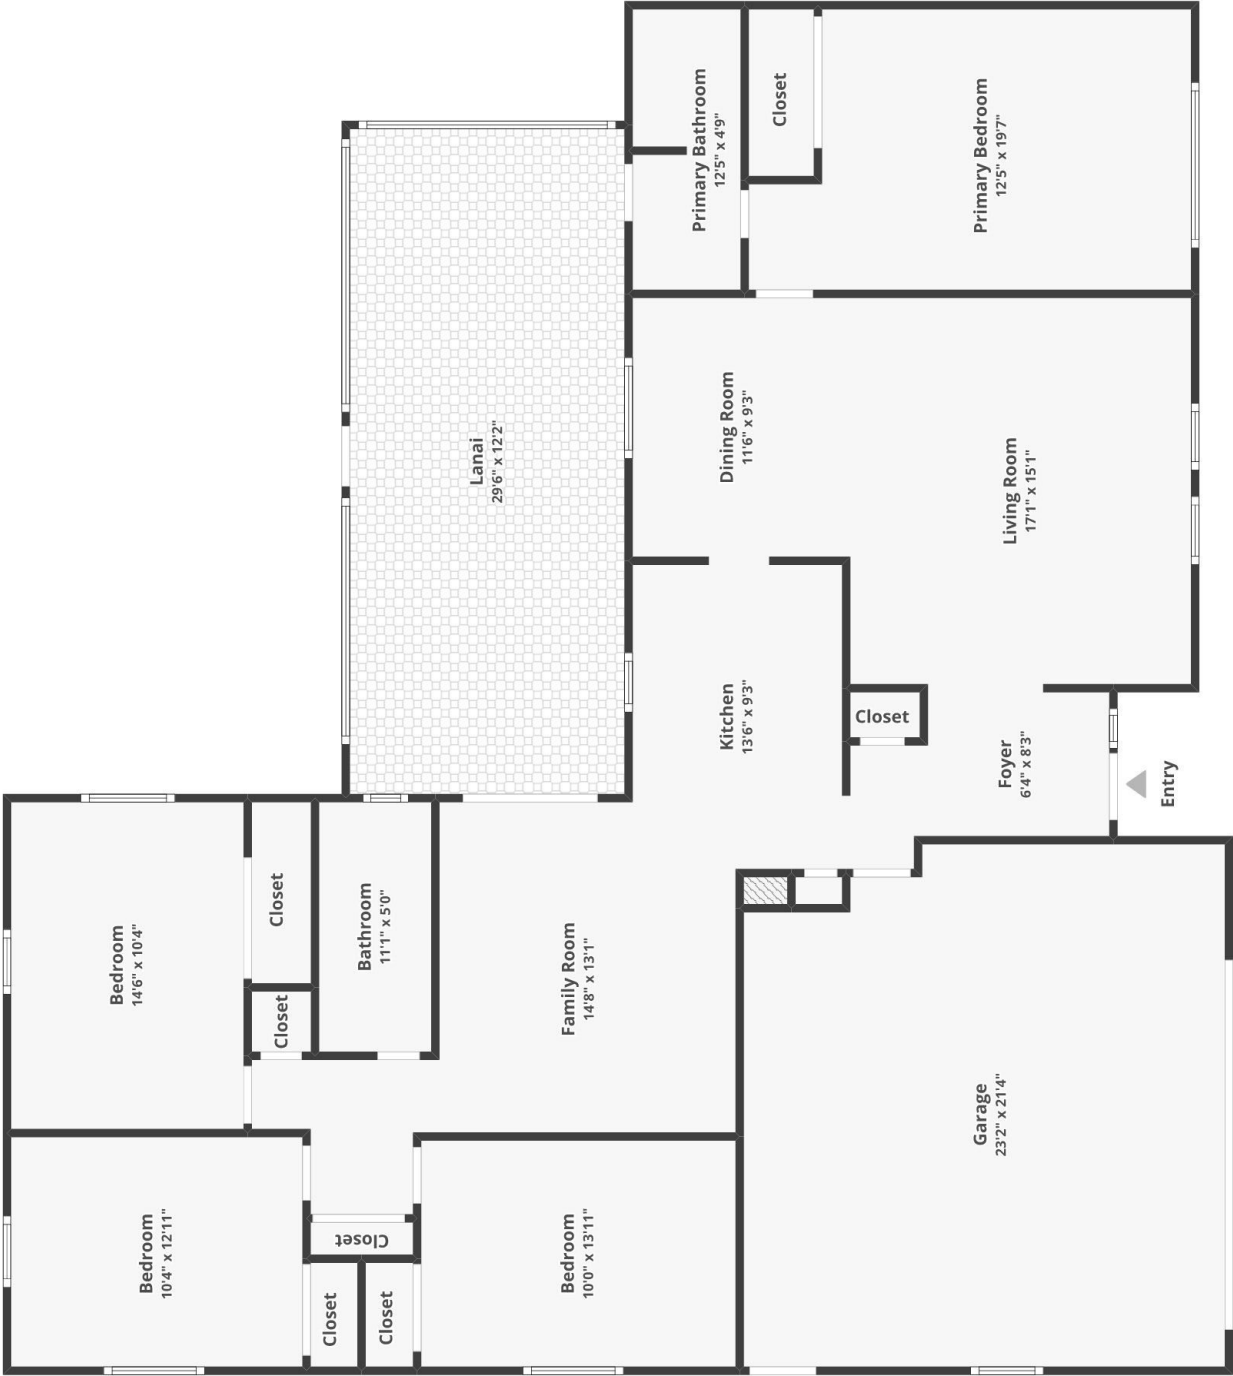 Primary Bathroom
12'5" x 4'9"
Closet
Primary Bedroom
12'5" x 19'7"
Lanai
29'6" x 12'2"
Dining Room
11'6" x 9'3"
Living Room
17'1" x 15'1"
Kitchen
13'6" x 9'3"
Closet
Foyer
6'4" x 8'3"
Entry
Bedroom
14'6" x 10'4"
Closet
Closet
Bathroom
11'1" x 5'0"
Family Room
14'8" x 13'1"
Garage
23'2" x 21'4"
Bedroom
10'4" x 12'11"
Closet
Closet
Closet
Bedroom
10'0" x 13'11"